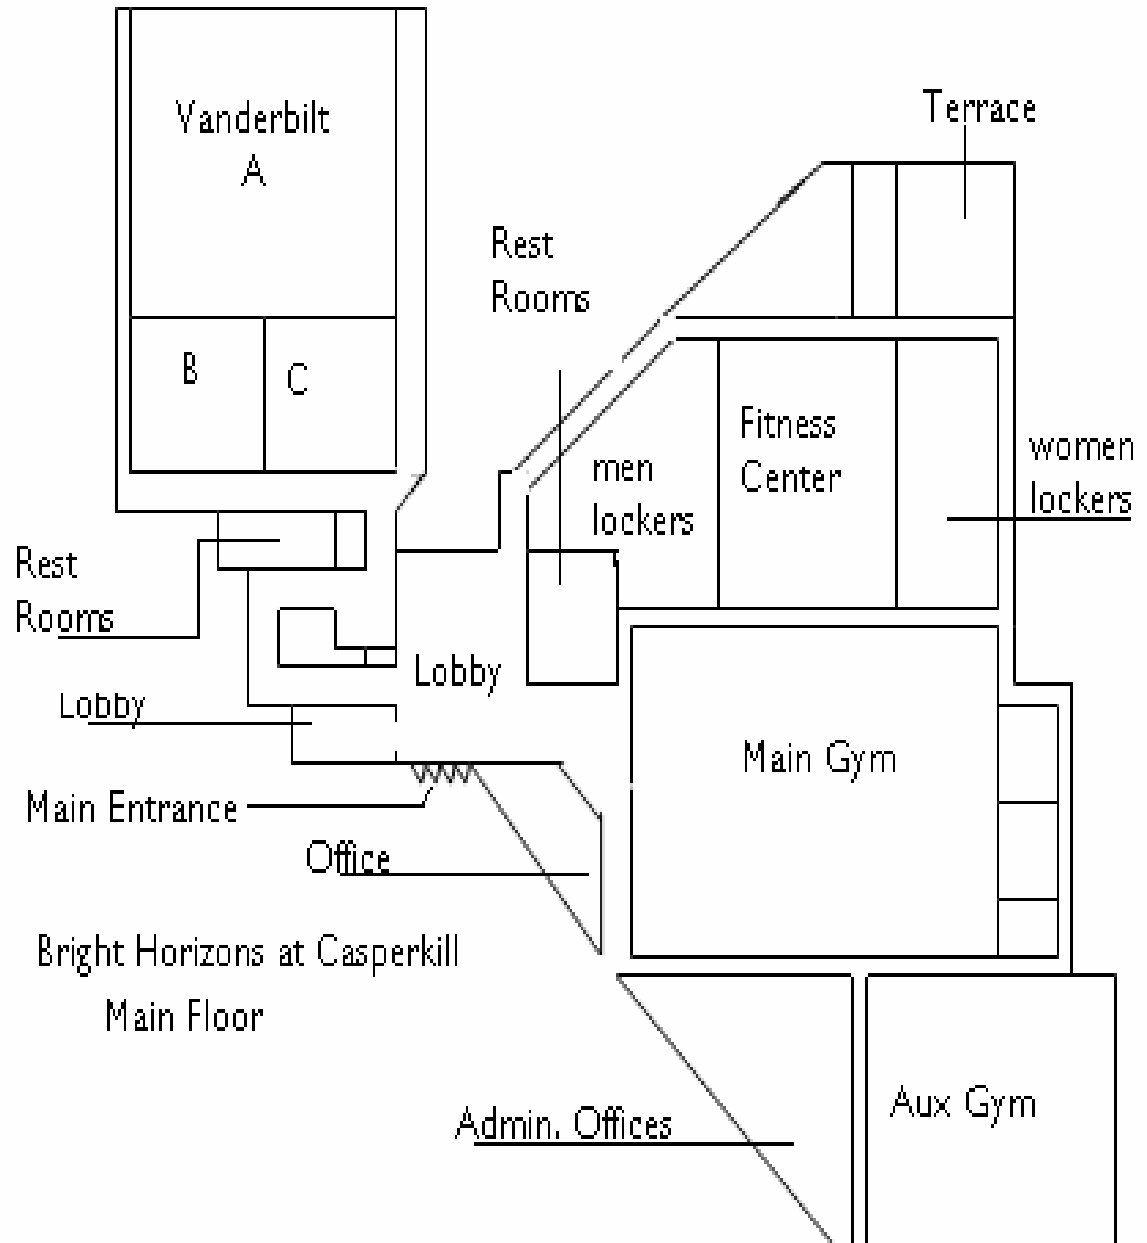 Vanderbilt
A
Terrace
Rest
Rooms
B
C
Fitness
Center
men
lockers
women
lockers
Rest
Rooms
Lobby
Lobby
Main Gym
Main Entrance
Office
Bright Horizons at Casperkill
Main Floor
Aux Gym
Admin. Offices